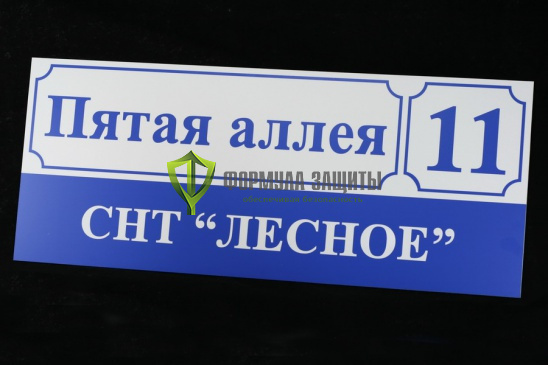 Пятая аллея 11
ФОРМУЛА ЗАЩИТЫ
СНТ “ЛЕСНОЕ”